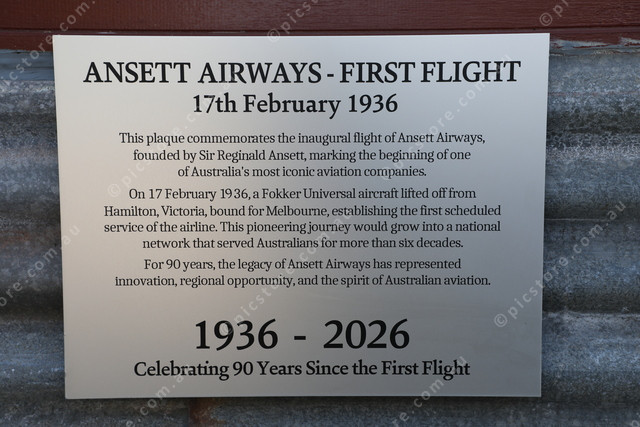 ANSETT AIRWAYS - FIRST FLIGHT
17th February 1936
This plaque commemorates the inaugural flight of Ansett Airways,
founded by Sir Reginald Ansett, marking the beginning of one
of Australia's most iconic aviation companies.
On 17 February 1936, a Fokker Universal aircraft lifted off from
Hamilton, Victoria, bound for Melbourne, establishing the first scheduled
service of the airline. This pioneering journey would grow into a national
network that served Australians for more than six decades.
For 90 years, the legacy of Ansett Airways has represented
innovation, regional opportunity, and the spirit of Australian aviation.
1936 - 2026
Celebrating 90 Years Since the First Flight
©picstore.com.au